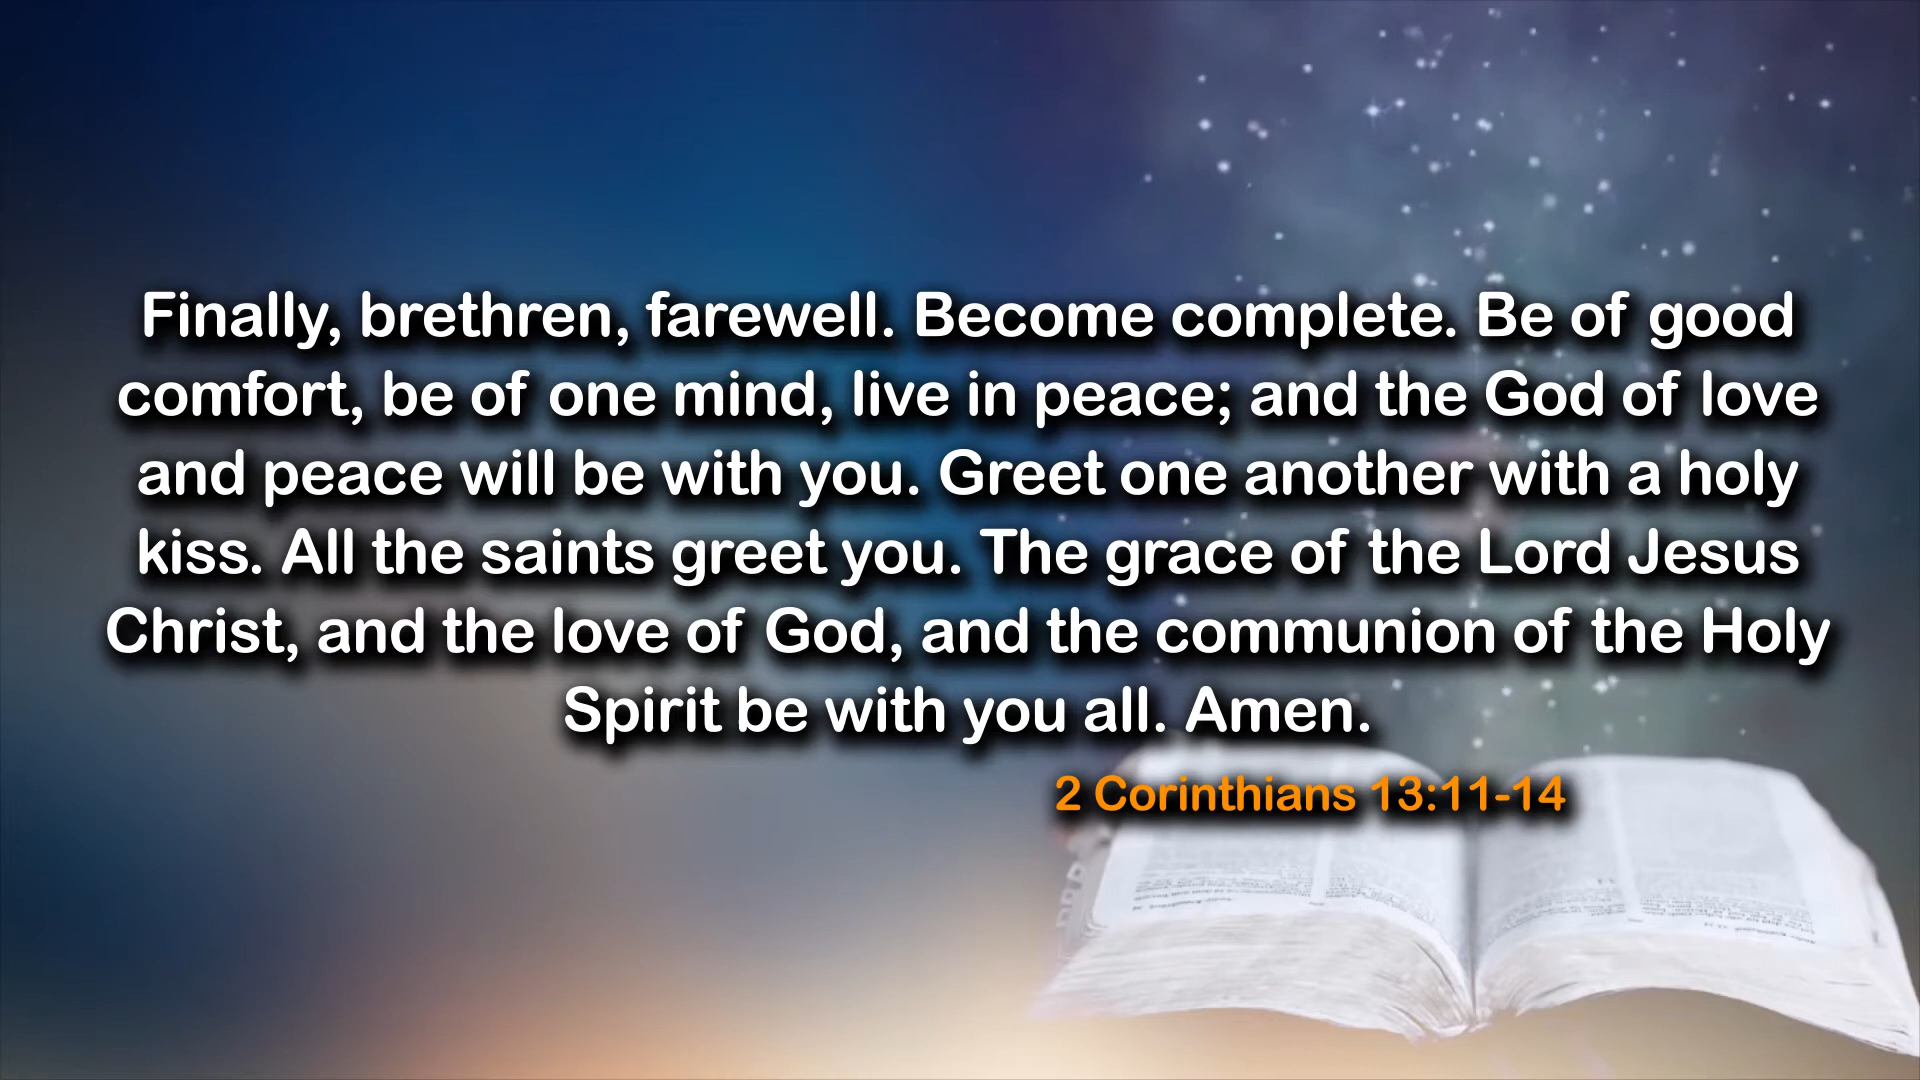 Finally, brethren, farewell. Become complete. Be of good
comfort, be of one mind, live in peace; and the God of love
and peace will be with you. Greet one another with a holy
kiss. All the saints greet you. The grace of the Lord Jesus
Christ, and the love of God, and the communion of the Holy
Spirit be with you all. Amen.
2 Corinthians 13:11-14